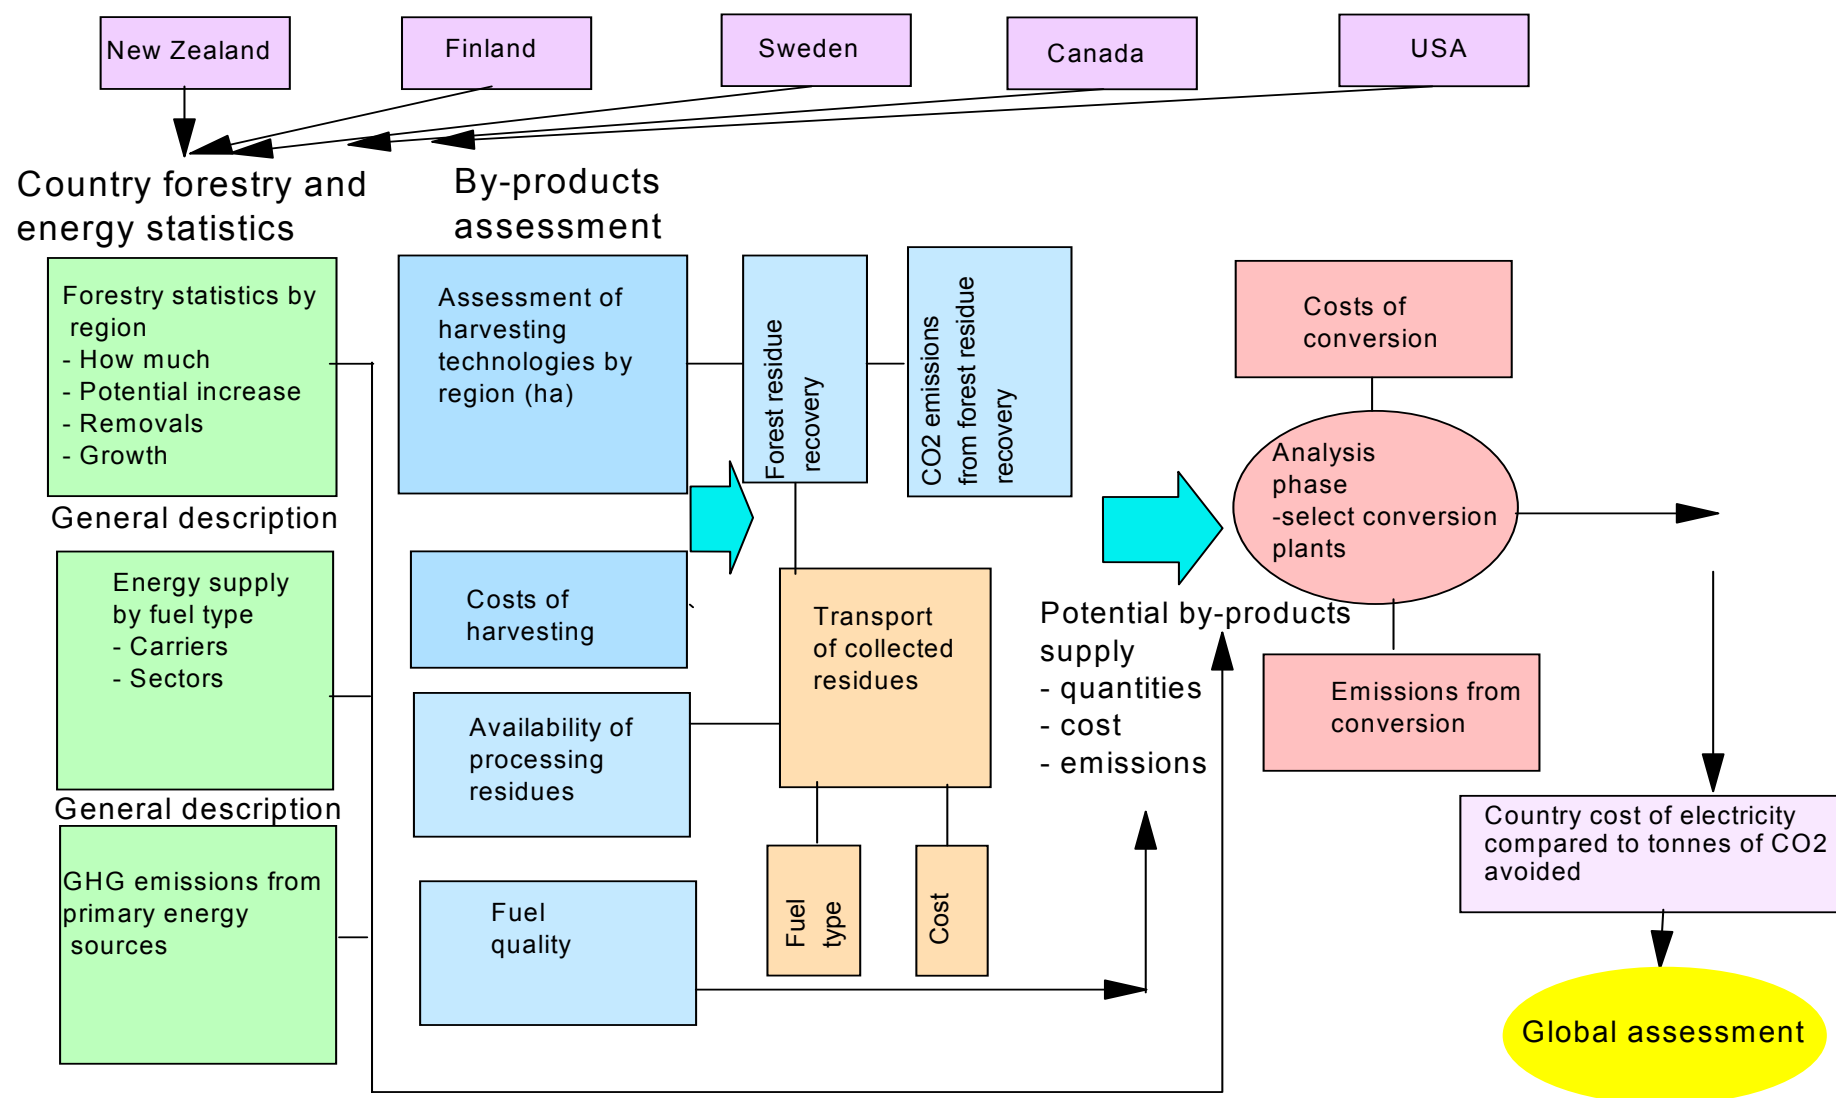 New Zealand
Finland
Sweden
Canada
USA
Country forestry and
energy statistics
By-products
assessment
Forestry statistics by
region
- How much
- Potential increase
- Removals
- Growth
General description
Energy supply
by fuel type
- Carriers
- Sectors
General description
GHG emissions from
primary energy
sources
Assessment of
harvesting
technologies by
region (ha)
Costs of
harvesting
Availability of
processing
residues
Fuel
quality
Forest residue
recovery
CO2 emissions
from forest residue
recovery
Transport
of collected
residues
Fuel
type
Cost
Potential by-products
supply
- quantities
- cost
- emissions
Costs of
conversion
Analysis
phase
-select conversion
plants
Emissions from
conversion
Country cost of electricity
compared to tonnes of CO2
avoided
Global assessment